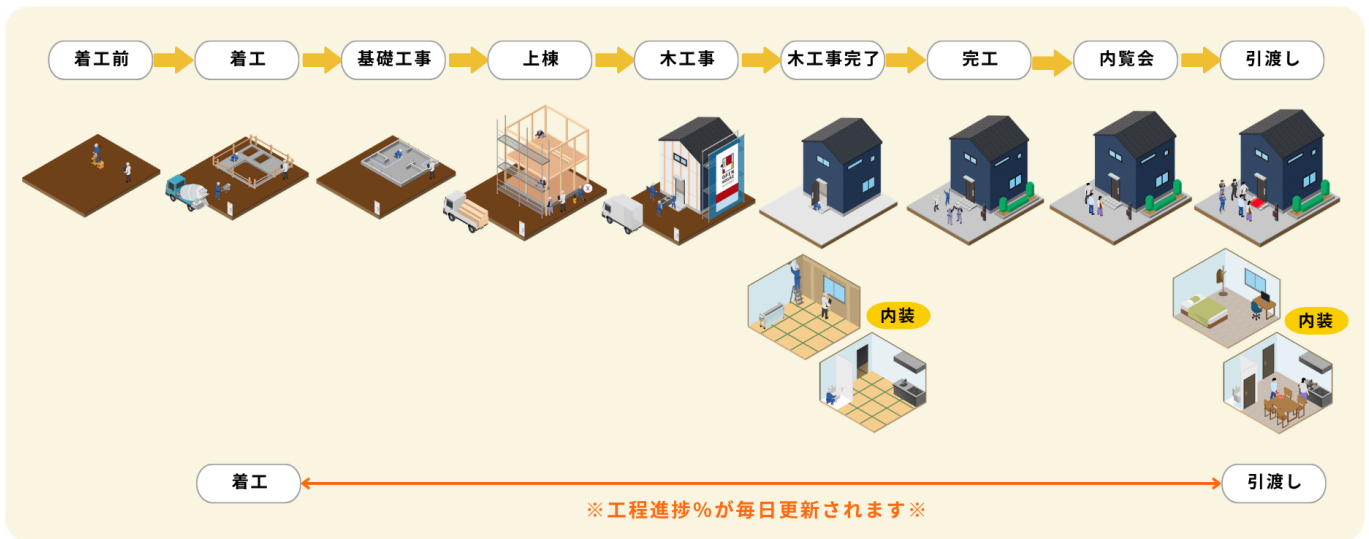 着工前
着工
基礎工事
上棟
木工事
木工事完了
完工
内覧会
引渡し
内装
内装
着工
引渡し
※工程進捗%が毎日更新されます※